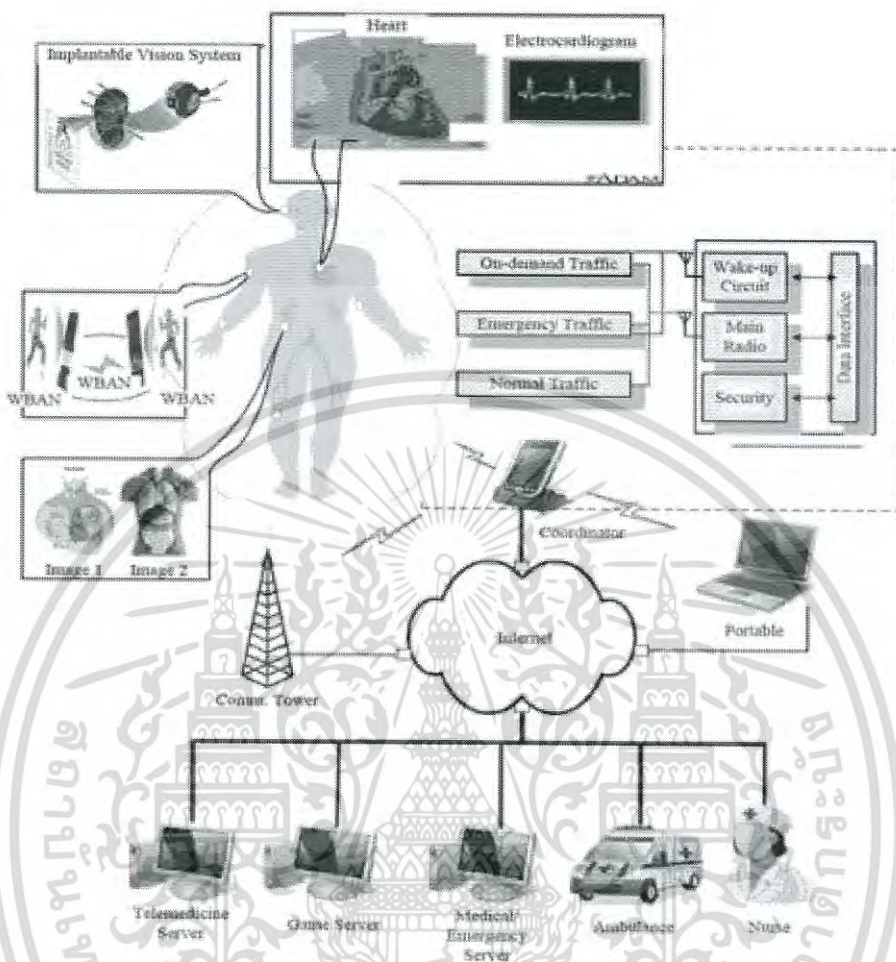 Implantable Vision System
Heart
Electrocardiogram
ADAM
On-demand Traffic
Emergency Traffic
Normal Traffic
Wake-up
Circuit
Main
Radio
Security
Data Interface
WBAN
WBAN
WBAN
Image 1
Image 2
Coordinator
Internet
Portable
Comm. Tower
Telemedicine
Server
Game Server
Medical/
Emergency
Server
Ambulance
Nurse